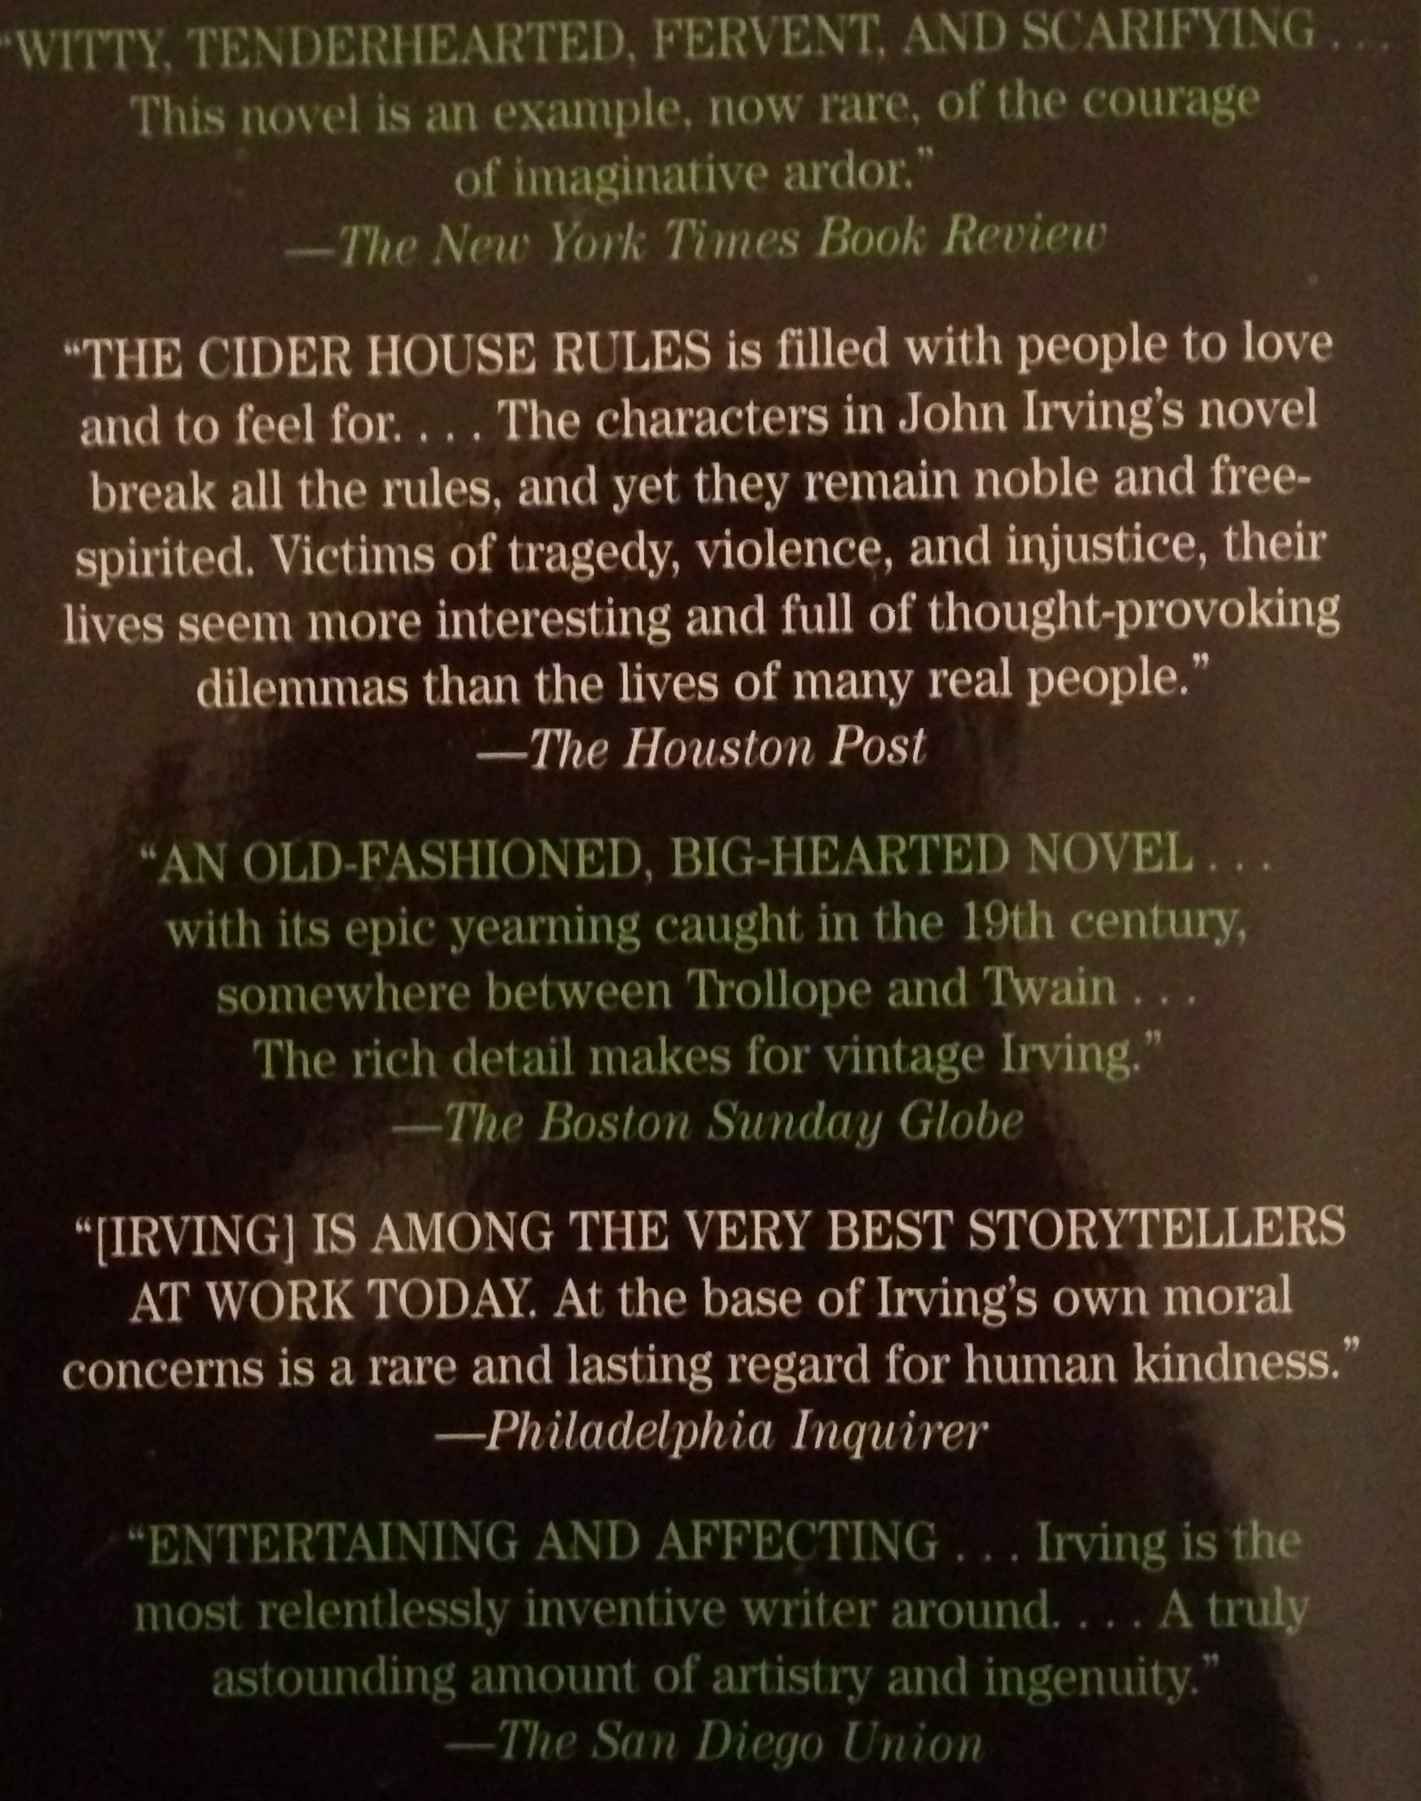 “WITTY, TENDERHEARTED, FERVENT, AND SCARIFYING . . .
This novel is an example, now rare, of the courage
of imaginative ardor.”
—The New York Times Book Review
“THE CIDER HOUSE RULES is filled with people to love
and to feel for. . . . The characters in John Irving’s novel
break all the rules, and yet they remain noble and free-
spirited. Victims of tragedy, violence, and injustice, their
lives seem more interesting and full of thought-provoking
dilemmas than the lives of many real people.”
—The Houston Post
“AN OLD-FASHIONED, BIG-HEARTED NOVEL . . .
with its epic yearning caught in the 19th century,
somewhere between Trollope and Twain . . .
The rich detail makes for vintage Irving.”
—The Boston Sunday Globe
“[IRVING] IS AMONG THE VERY BEST STORYTELLERS
AT WORK TODAY. At the base of Irving’s own moral
concerns is a rare and lasting regard for human kindness.”
—Philadelphia Inquirer
“ENTERTAINING AND AFFECTING . . . Irving is the
most relentlessly inventive writer around. . . . A truly
astounding amount of artistry and ingenuity.”
—The San Diego Union